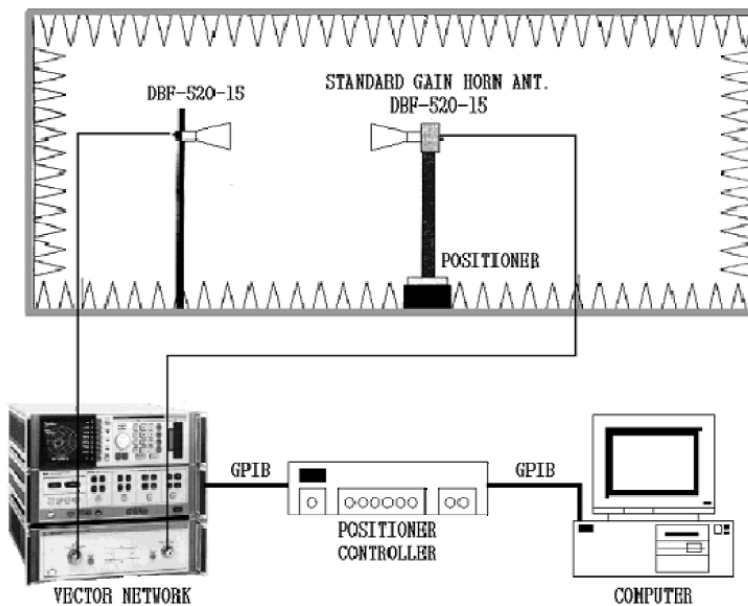 DBF-520-15
STANDARD GAIN HORN ANT.
DBF-520-15
POSITIONER
GPIB
GPIB
POSITIONER
CONTROLLER
VECTOR NETWORK
COMPUTER